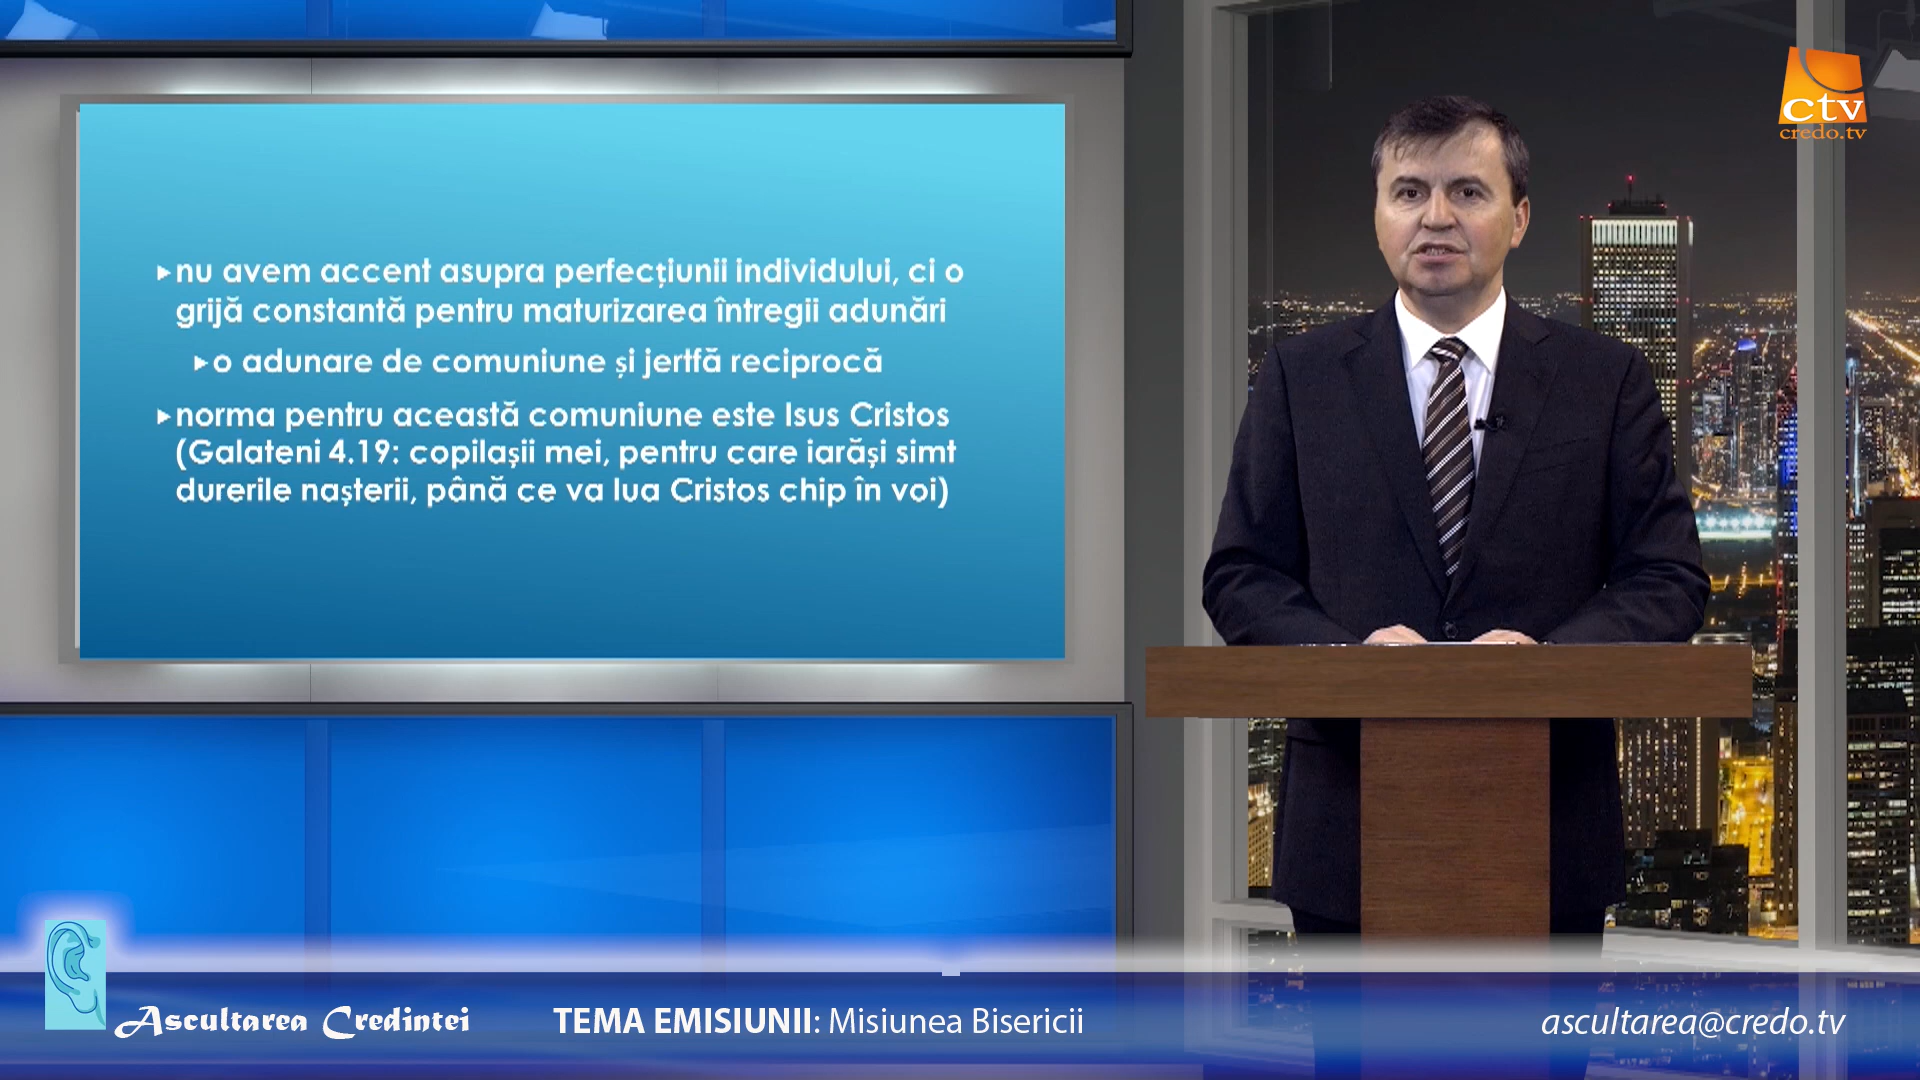 ctv
credo.tv
▸nu avem accent asupra perfecțiunii individului, ci o
grijă constantă pentru maturizarea întregii adunări
▸o adunare de comuniune și jertfă reciprocă
▸norma pentru această comuniune este Isus Cristos
(Galateni 4.19: copilașii mei, pentru care iarăși simt
durerile nașterii, până ce va lua Cristos chip în voi)
Ascultarea Credintei
TEMA EMISIUNII: Misiunea Bisericii
ascultarea@credo.tv